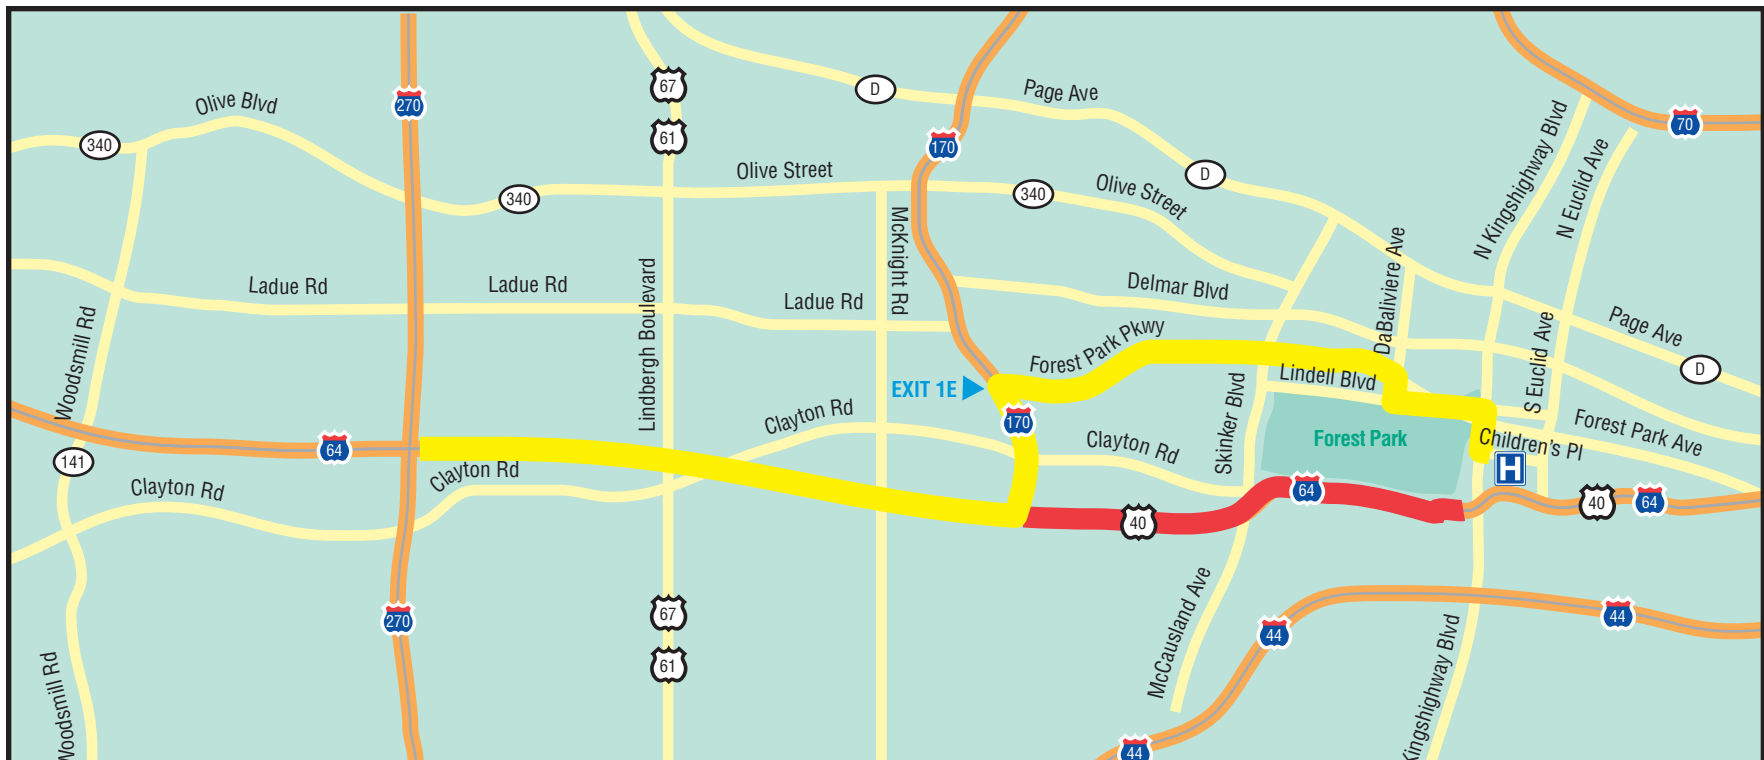 67
D
Page Ave
Olive Blvd
270
70
61
340
170
N Kingshighway Blvd
N Euclid Ave
Olive Street
D
340
340
Olive Street
McKnight Rd
DaBaliviere Ave
Ladue Rd
Ladue Rd
Ladue Rd
Delmar Blvd
Lindbergh Boulevard
Woodsmill Rd
Forest Park Pkwy
Page Ave
S Euclid Ave
EXIT 1E
Lindell Blvd
D
Skinker Blvd
Clayton Rd
170
Clayton Rd
Forest Park
Forest Park Ave
Children's Pl
64
141
Clayton Rd
Clayton Rd
H
64
40
64
40
McCausland Ave
270
67
44
44
Kingshighway Blvd
61
Woodsmill Rd
44